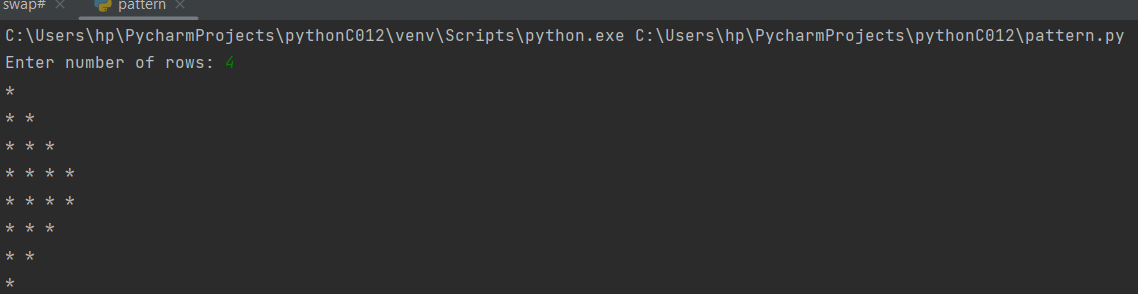 swap# × pattern ×
C:\Users\hp\PycharmProjects\pythonC012\venv\Scripts\python.exe C:\Users\hp\PycharmProjects\pythonC012\pattern.py
Enter number of rows: 4
*
* *
* * *
* * * *
* * * *
* * *
* *
*